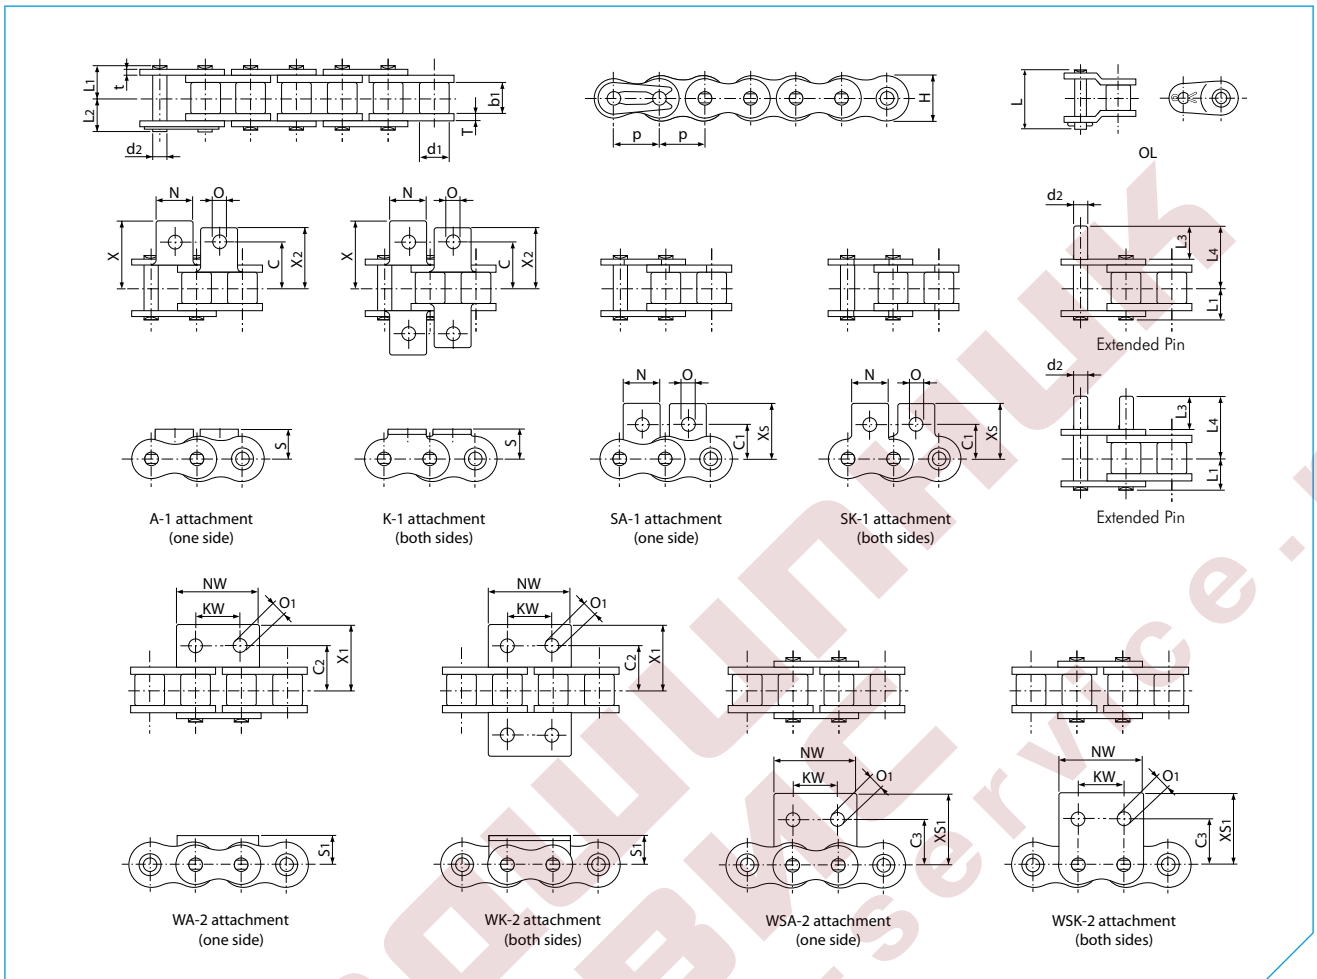 L1
t
L2
d2
b1
T
d1
p
p
H
L
OL
N
O
X
C
X2
N
O
X
C
X2
d2
L3
L4
L1
Extended Pin
d2
L3
L4
L1
Extended Pin
S
S
N
O
C1
XS
N
O
C1
XS
A-1 attachment
(one side)
K-1 attachment
(both sides)
SA-1 attachment
(one side)
SK-1 attachment
(both sides)
NW
KW
O1
C2
X1
NW
KW
O1
C2
X1
S1
S1
NW
KW
O1
C3
XS1
NW
KW
O1
C3
XS1
WA-2 attachment
(one side)
WK-2 attachment
(both sides)
WSA-2 attachment
(one side)
WSK-2 attachment
(both sides)